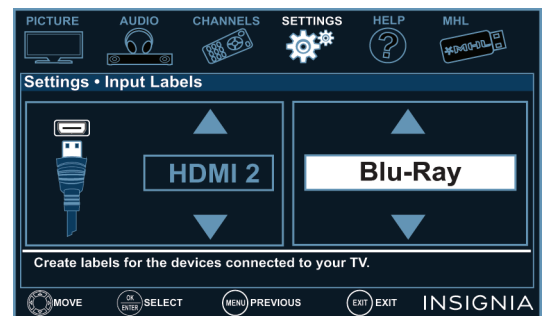 PICTURE AUDIO CHANNELS SETTINGS HELP MHL
MHL
Settings • Input Labels
HDMI 2 Blu-Ray
Create labels for the devices connected to your TV.
MOVE OK ENTER SELECT MENU PREVIOUS EXIT EXIT INSIGNIA